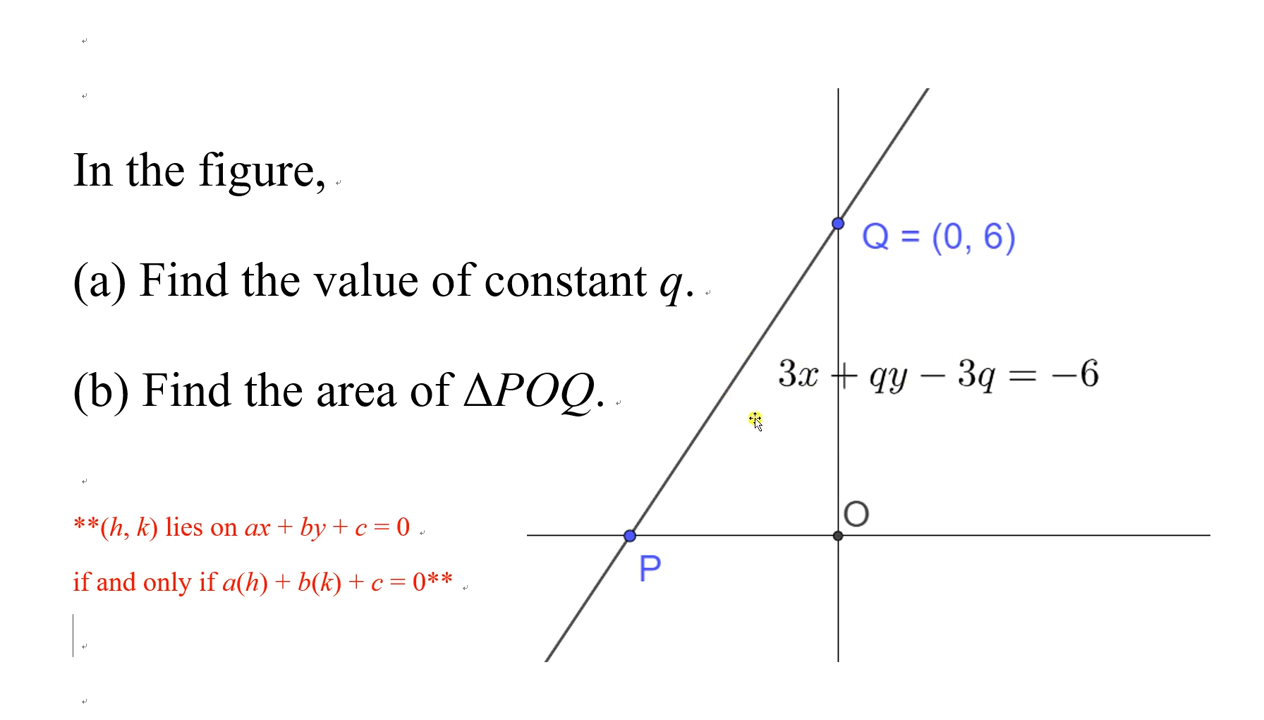 In the figure,
(a) Find the value of constant q.
(b) Find the area of ΔPOQ.
**(h, k) lies on ax + by + c = 0
if and only if a(h) + b(k) + c = 0**
Q = (0, 6)
3x + qy − 3q = −6
O
P